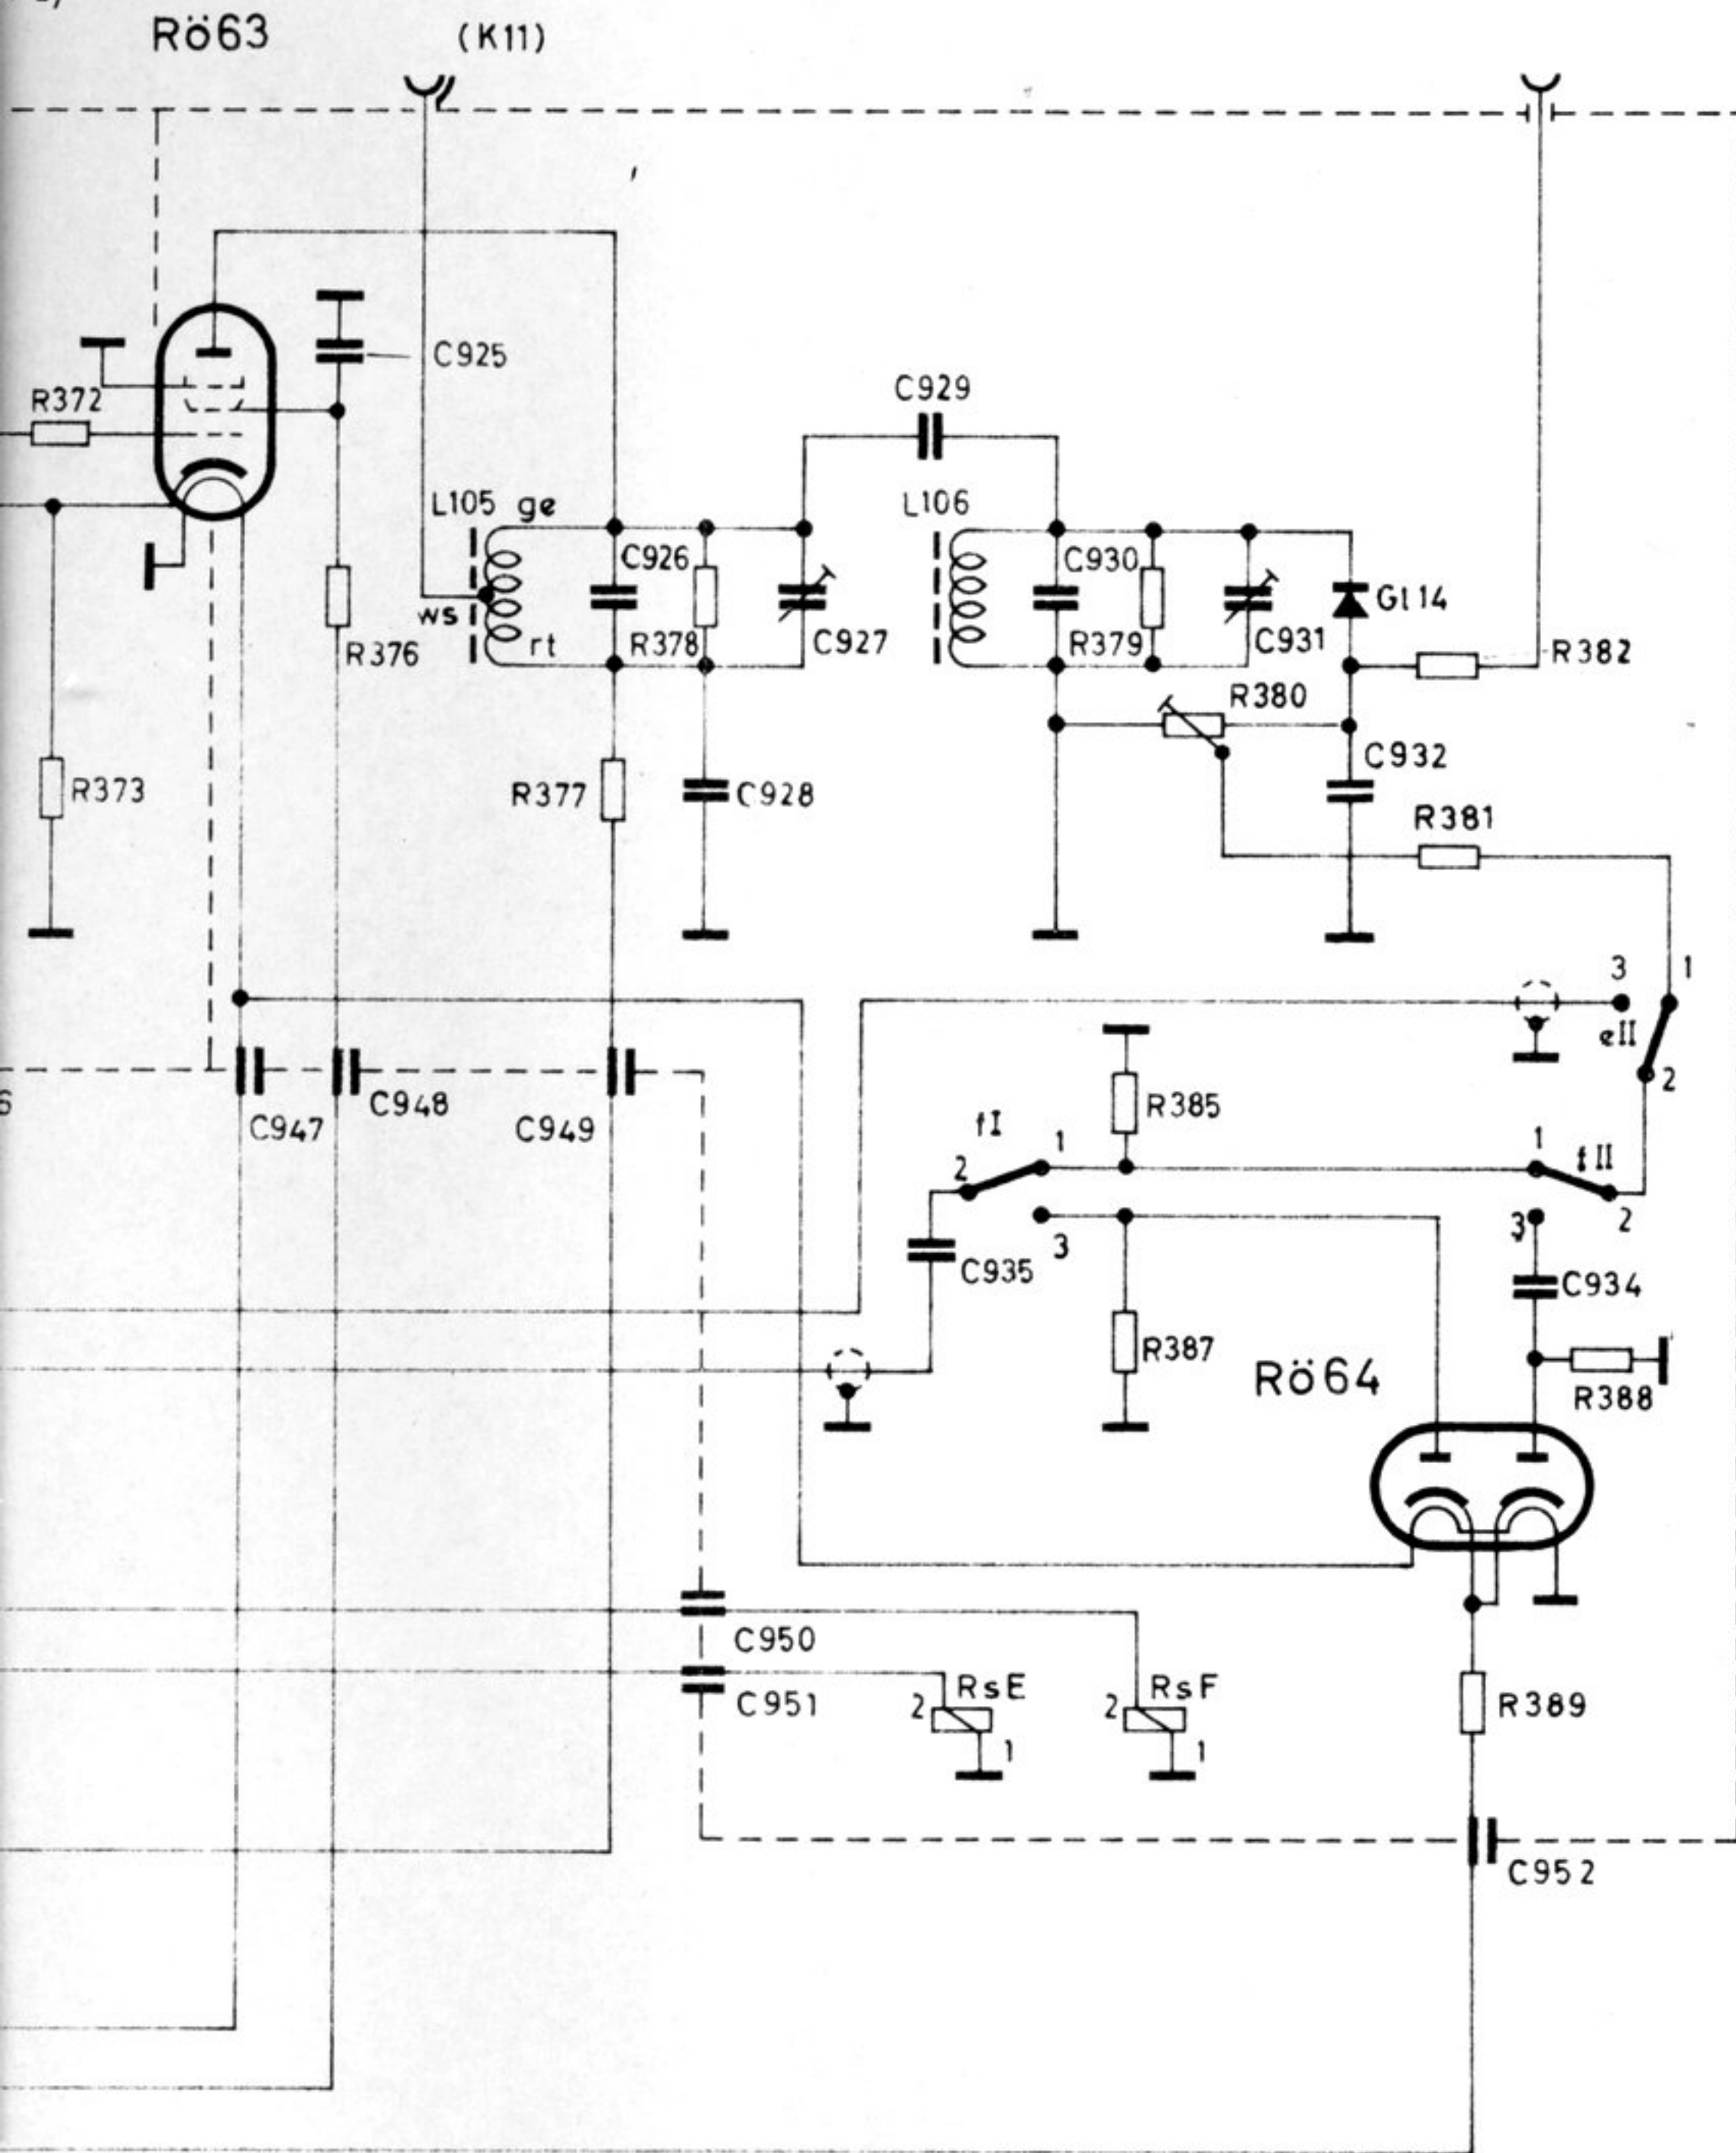 Rö63 (K11)
C925
R372
C929
L105 ge
L106
C926
C930
ws
Gl14
rt
R378
C927
R379
C931
R376
R382
R380
C932
R373
R377
C928
R381
3 1
eII
2
C948
C947
C949
R385
fI
1
1
fII
2
2
3
3
C935
C934
R387
Rö64
R388
C950
RsE
RsF
C951
2
2
R389
1
1
C952
6